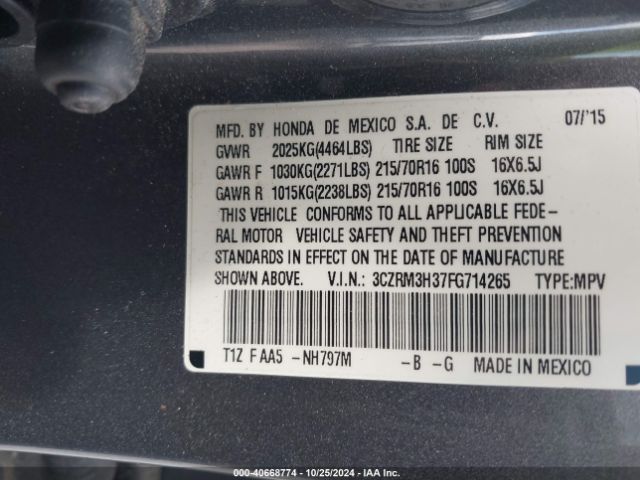 MFD. BY HONDA DE MEXICO S.A. DE C.V. 07/'15
GVWR 2025KG(4464LBS) TIRE SIZE RIM SIZE
GAWR F 1030KG(2271LBS) 215/70R16 100S 16X6.5J
GAWR R 1015KG(2238LBS) 215/70R16 100S 16X6.5J
THIS VEHICLE CONFORMS TO ALL APPLICABLE FEDE-
RAL MOTOR VEHICLE SAFETY AND THEFT PREVENTION
STANDARDS IN EFFECT ON THE DATE OF MANUFACTURE
SHOWN ABOVE. V.I.N.: 3CZRM3H37FG714265 TYPE:MPV
T1Z F AA5 -NH797M -B -G MADE IN MEXICO
000-40668774 - 10/25/2024 - IAA Inc.